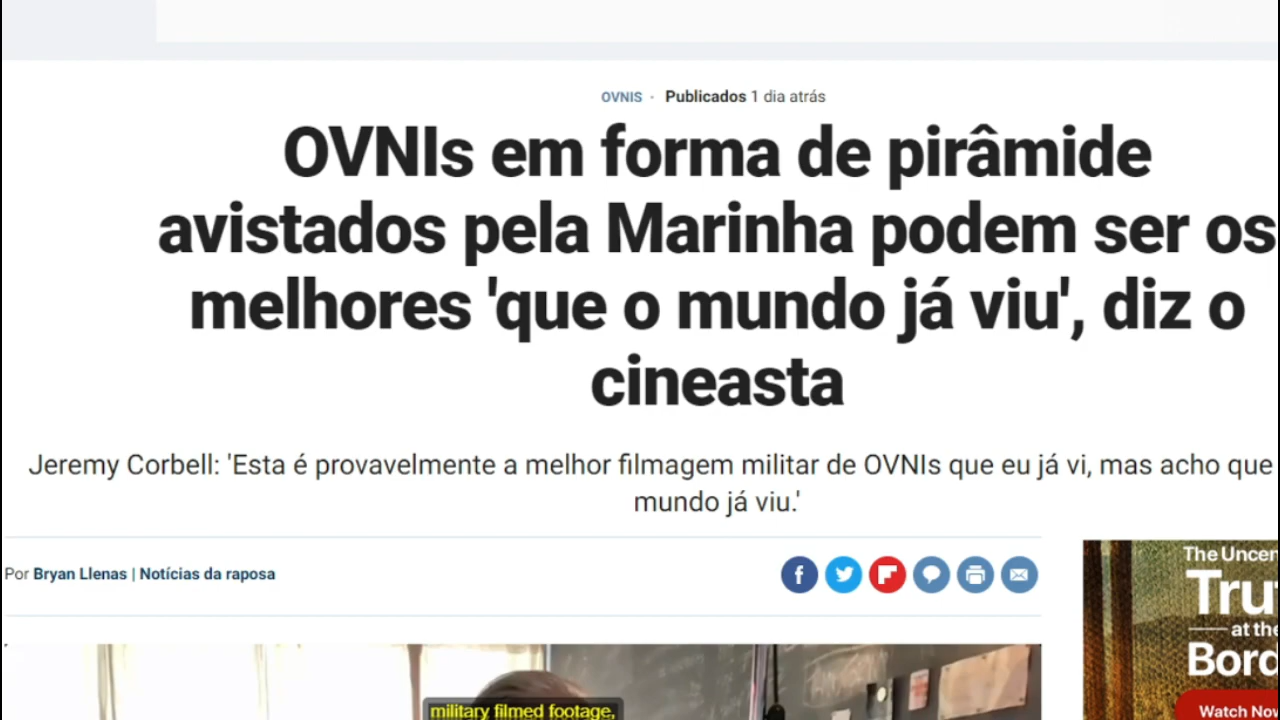 OVNIS · Publicados 1 dia atrás
OVNIs em forma de pirâmide
avistados pela Marinha podem ser os
melhores 'que o mundo já viu', diz o
cineasta
Jeremy Corbell: 'Esta é provavelmente a melhor filmagem militar de OVNIs que eu já vi, mas acho que
mundo já viu.'
Por Bryan Llenas | Notícias da raposa
The Uncer
Tru
at the
Bord
Watch Now
military filmed footage,